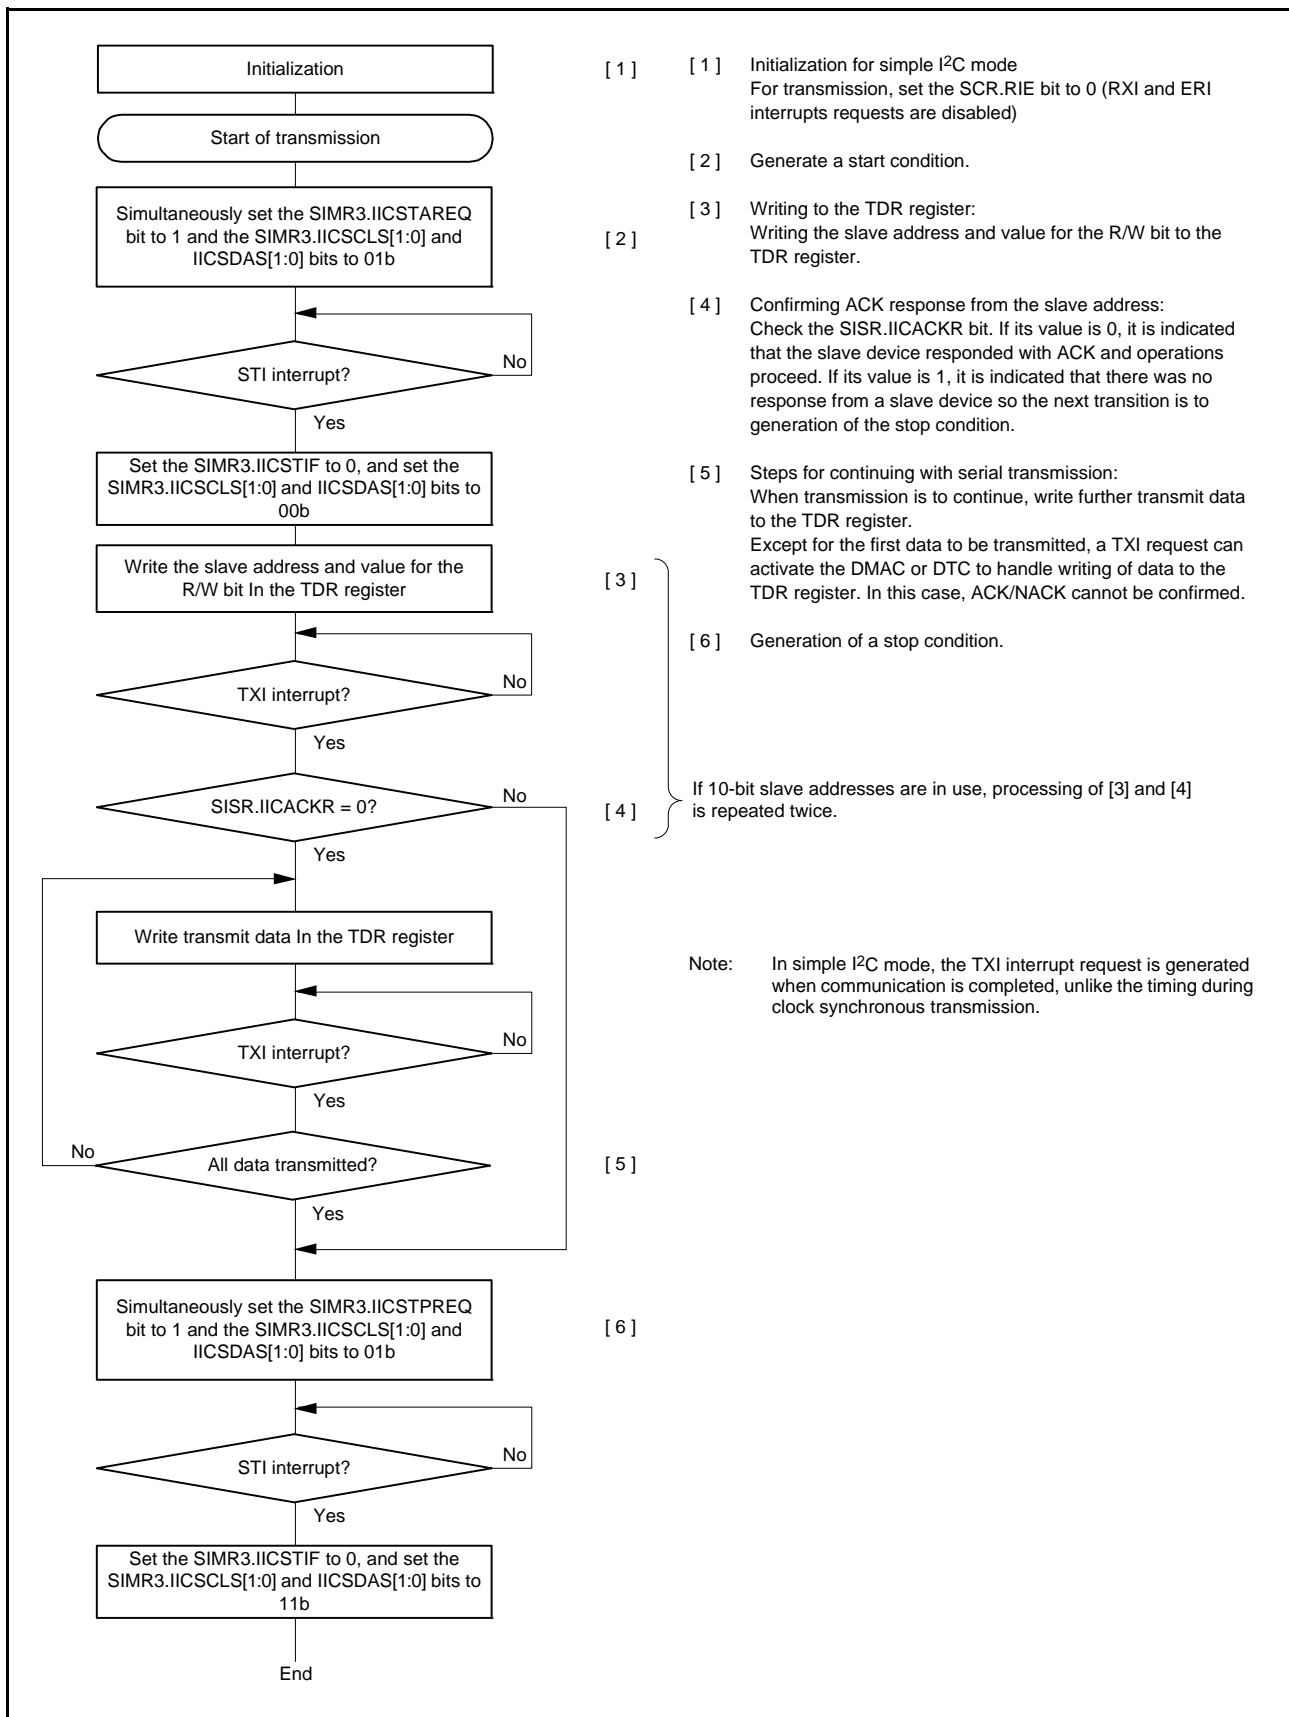 Initialization
[ 1 ]
Start of transmission
Simultaneously set the SIMR3.IICSTAREQ
bit to 1 and the SIMR3.IICSCLS[1:0] and
IICSDAS[1:0] bits to 01b
[ 2 ]
STI interrupt?
No
Yes
Set the SIMR3.IICSTIF to 0, and set the
SIMR3.IICSCLS[1:0] and IICSDAS[1:0] bits to
00b
Write the slave address and value for the
R/W bit In the TDR register
[ 3 ]
TXI interrupt?
No
Yes
SISR.IICACKR = 0?
No
[ 4 ]
Yes
Write transmit data In the TDR register
TXI interrupt?
No
Yes
All data transmitted?
No
[ 5 ]
Yes
Simultaneously set the SIMR3.IICSTPREQ
bit to 1 and the SIMR3.IICSCLS[1:0] and
IICSDAS[1:0] bits to 01b
[ 6 ]
STI interrupt?
No
Yes
Set the SIMR3.IICSTIF to 0, and set the
SIMR3.IICSCLS[1:0] and IICSDAS[1:0] bits to
11b
End
[ 1 ] Initialization for simple I2C mode
For transmission, set the SCR.RIE bit to 0 (RXI and ERI
interrupts requests are disabled)
[ 2 ] Generate a start condition.
[ 3 ] Writing to the TDR register:
Writing the slave address and value for the R/W bit to the
TDR register.
[ 4 ] Confirming ACK response from the slave address:
Check the SISR.IICACKR bit. If its value is 0, it is indicated
that the slave device responded with ACK and operations
proceed. If its value is 1, it is indicated that there was no
response from a slave device so the next transition is to
generation of the stop condition.
[ 5 ] Steps for continuing with serial transmission:
When transmission is to continue, write further transmit data
to the TDR register.
Except for the first data to be transmitted, a TXI request can
activate the DMAC or DTC to handle writing of data to the
TDR register. In this case, ACK/NACK cannot be confirmed.
[ 6 ] Generation of a stop condition.
If 10-bit slave addresses are in use, processing of [3] and [4]
is repeated twice.
Note: In simple I2C mode, the TXI interrupt request is generated
when communication is completed, unlike the timing during
clock synchronous transmission.